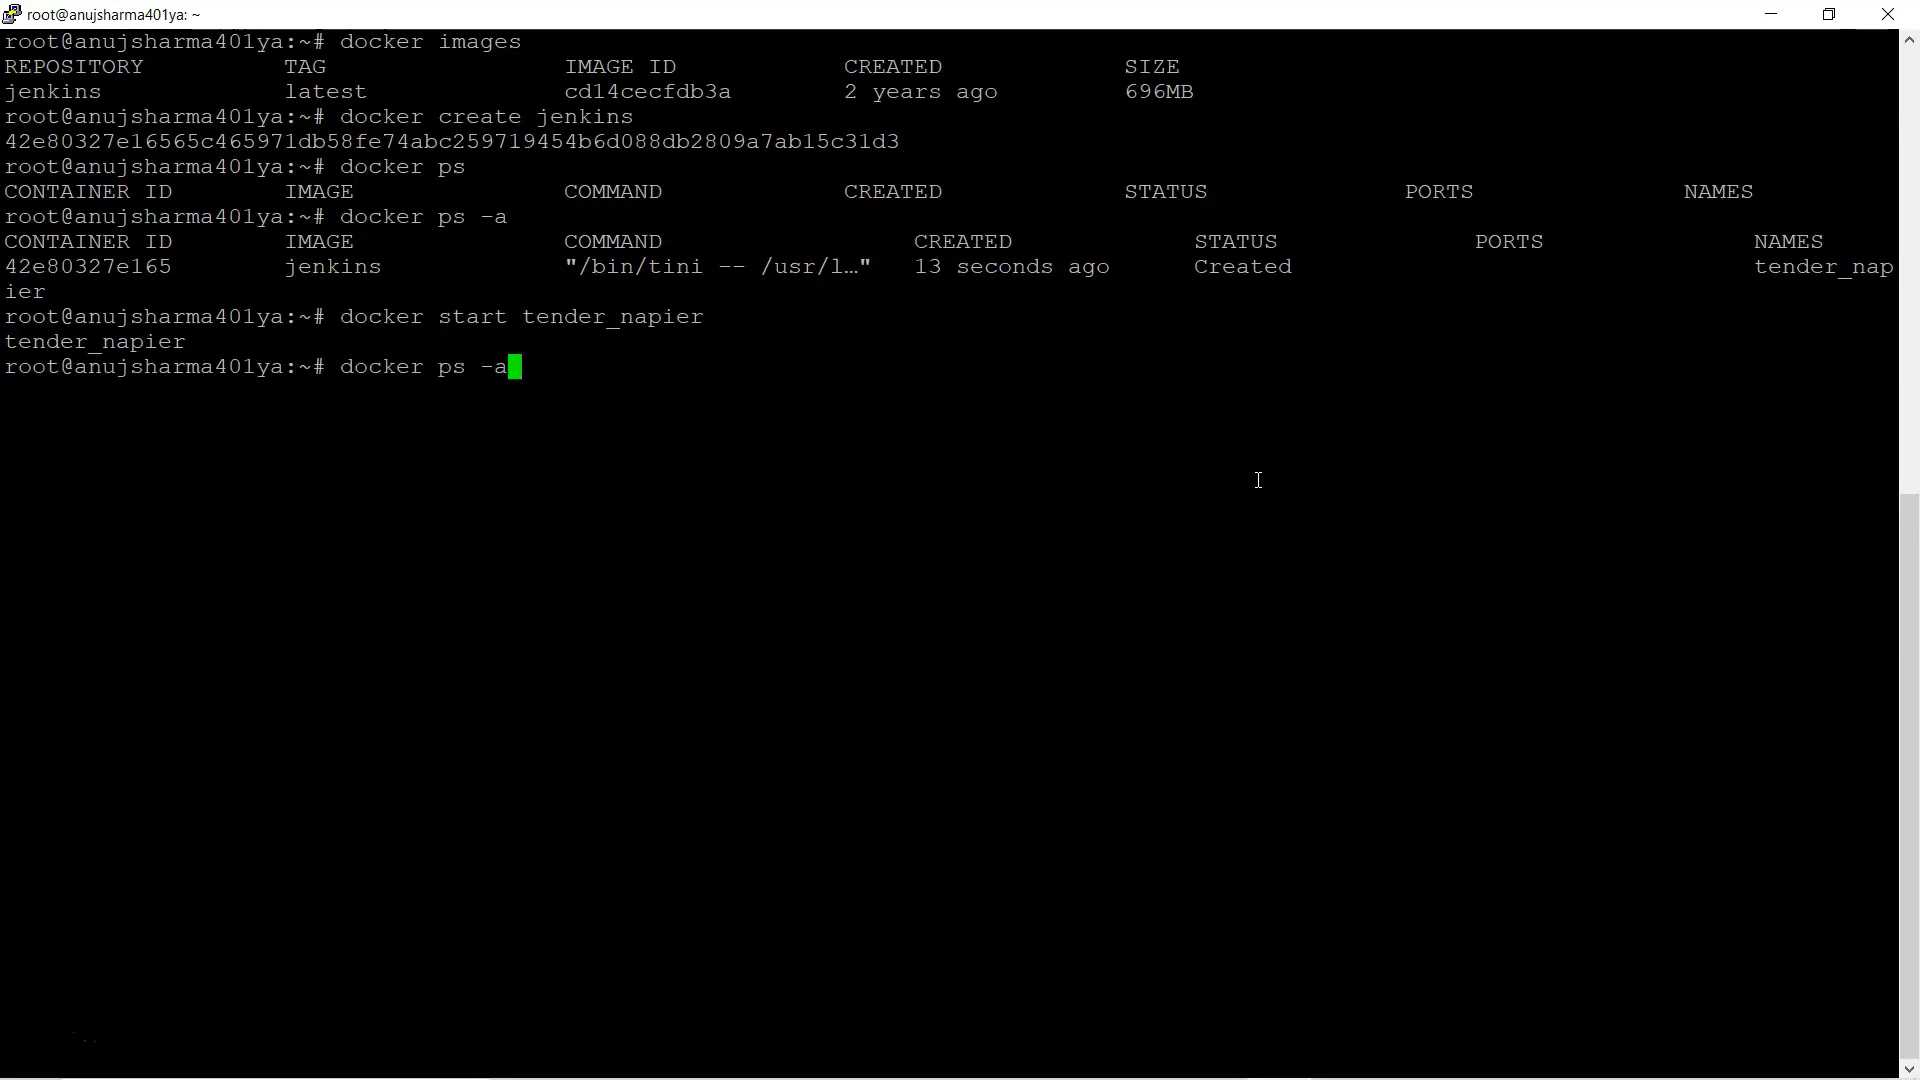 root@anujsharma401ya: ~
root@anujsharma401ya:~# docker images
REPOSITORY TAG IMAGE ID CREATED SIZE
jenkins latest cd14cecfdb3a 2 years ago 696MB
root@anujsharma401ya:~# docker create jenkins
42e80327e16565c465971db58fe74abc259719454b6d088db2809a7ab15c31d3
root@anujsharma401ya:~# docker ps
CONTAINER ID IMAGE COMMAND CREATED STATUS PORTS NAMES
root@anujsharma401ya:~# docker ps -a
CONTAINER ID IMAGE COMMAND CREATED STATUS PORTS NAMES
42e80327e165 jenkins "/bin/tini -- /usr/l…" 13 seconds ago Created tender_nap
ier
root@anujsharma401ya:~# docker start tender_napier
tender_napier
root@anujsharma401ya:~# docker ps -a